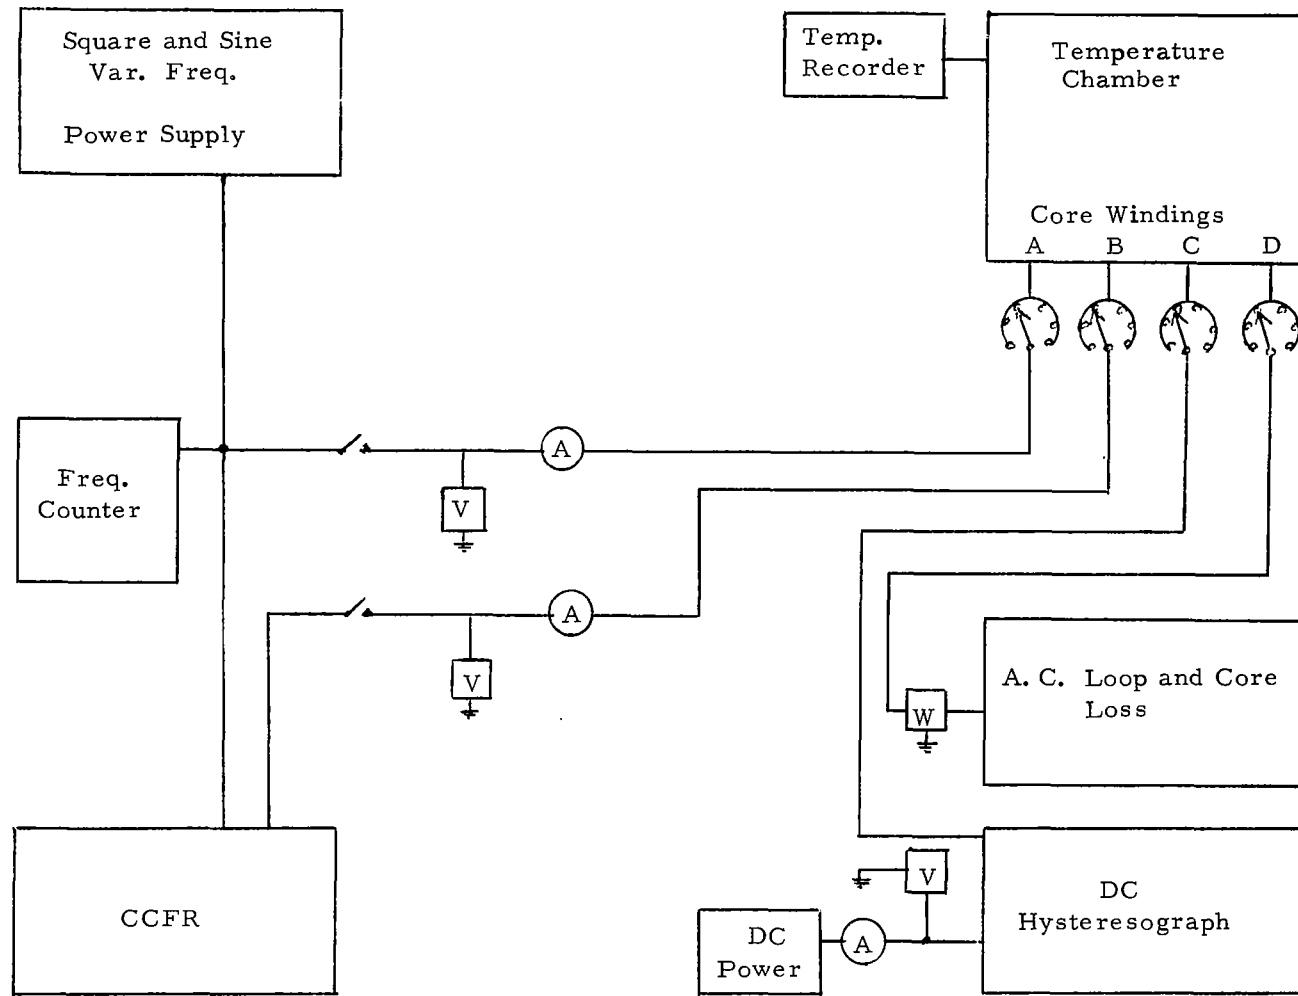 Square and Sine
Var. Freq.
Power Supply
Temp.
Recorder
Temperature
Chamber
Core Windings
A B C D
Freq.
Counter
A
V
A
V
A. C. Loop and Core
Loss
W
CCFR
V
DC
Hysteresograph
DC
Power
A